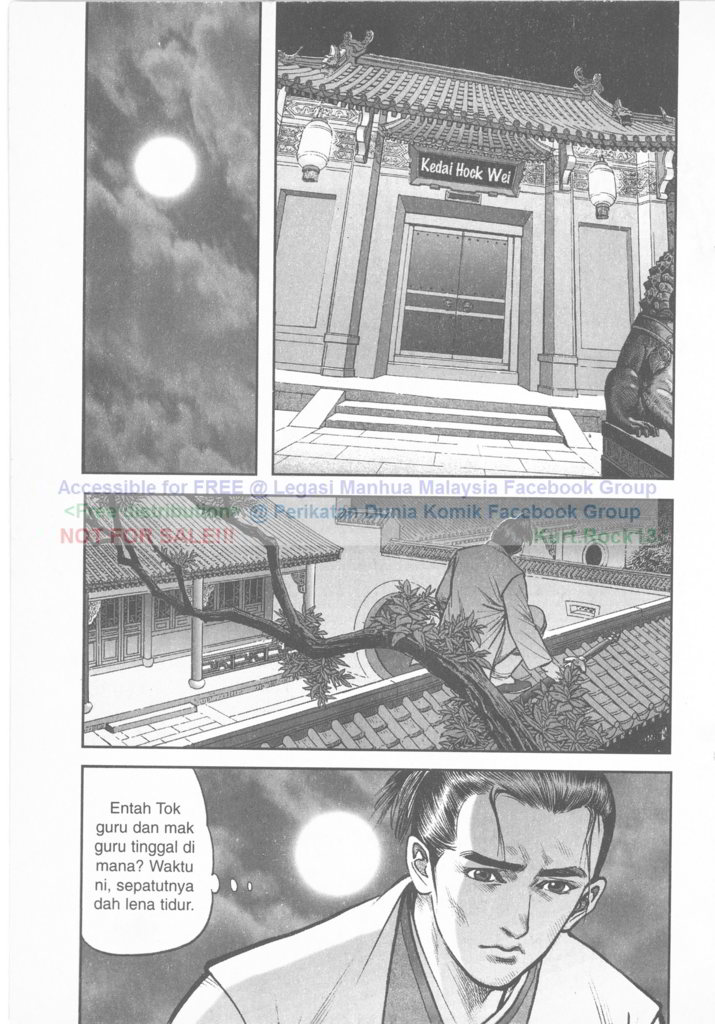 Kedai Hock Wei
Accessible for FREE @ Legasi Manhua Malaysia Facebook Group
<Free distribution> @ Perikatan Dunia Komik Facebook Group
NOT FOR SALE!!!
Kurt.Rock13
Entah Tok
guru dan mak
guru tinggal di
mana? Waktu
ni, sepatutnya
dah lena tidur.